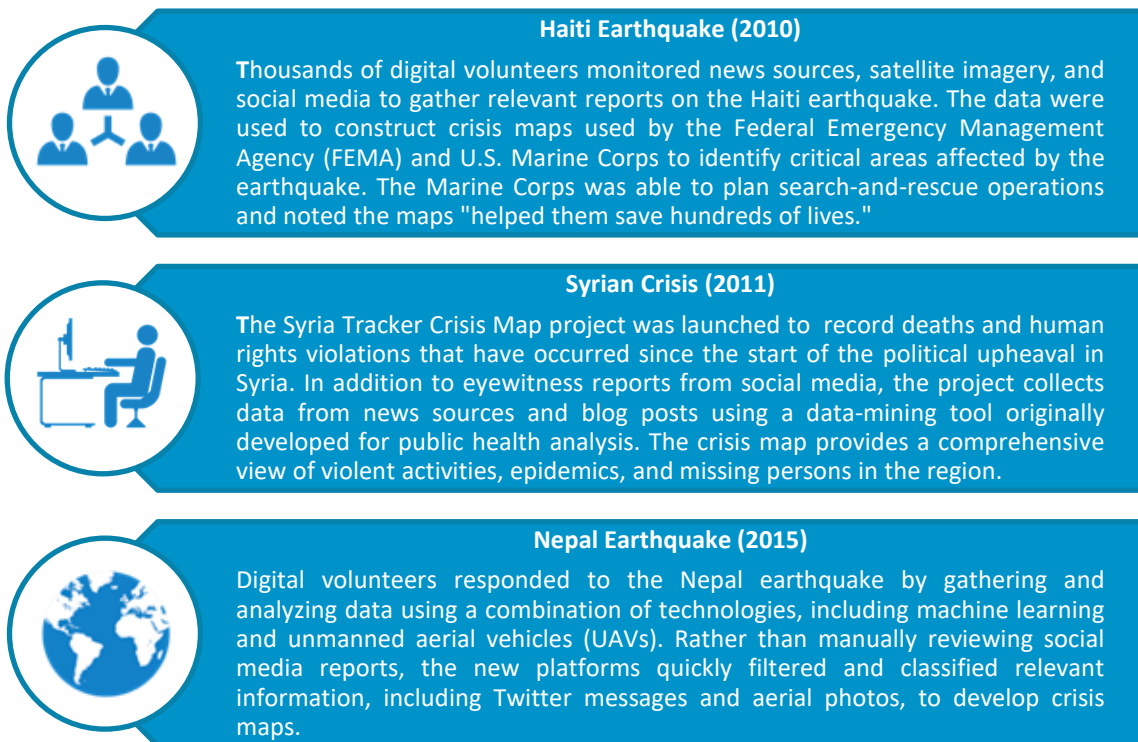 Haiti Earthquake (2010)
Thousands of digital volunteers monitored news sources, satellite imagery, and
social media to gather relevant reports on the Haiti earthquake. The data were
used to construct crisis maps used by the Federal Emergency Management
Agency (FEMA) and U.S. Marine Corps to identify critical areas affected by the
earthquake. The Marine Corps was able to plan search-and-rescue operations
and noted the maps "helped them save hundreds of lives."
Syrian Crisis (2011)
The Syria Tracker Crisis Map project was launched to  record deaths and human
rights violations that have occurred since the start of the political upheaval in
Syria. In addition to eyewitness reports from social media, the project collects
data from news sources and blog posts using a data-mining tool originally
developed for public health analysis. The crisis map provides a comprehensive
view of violent activities, epidemics, and missing persons in the region.
Nepal Earthquake (2015)
Digital volunteers responded to the Nepal earthquake by gathering and
analyzing data using a combination of technologies, including machine learning
and unmanned aerial vehicles (UAVs). Rather than manually reviewing social
media reports, the new platforms quickly filtered and classified relevant
information, including Twitter messages and aerial photos, to develop crisis
maps.